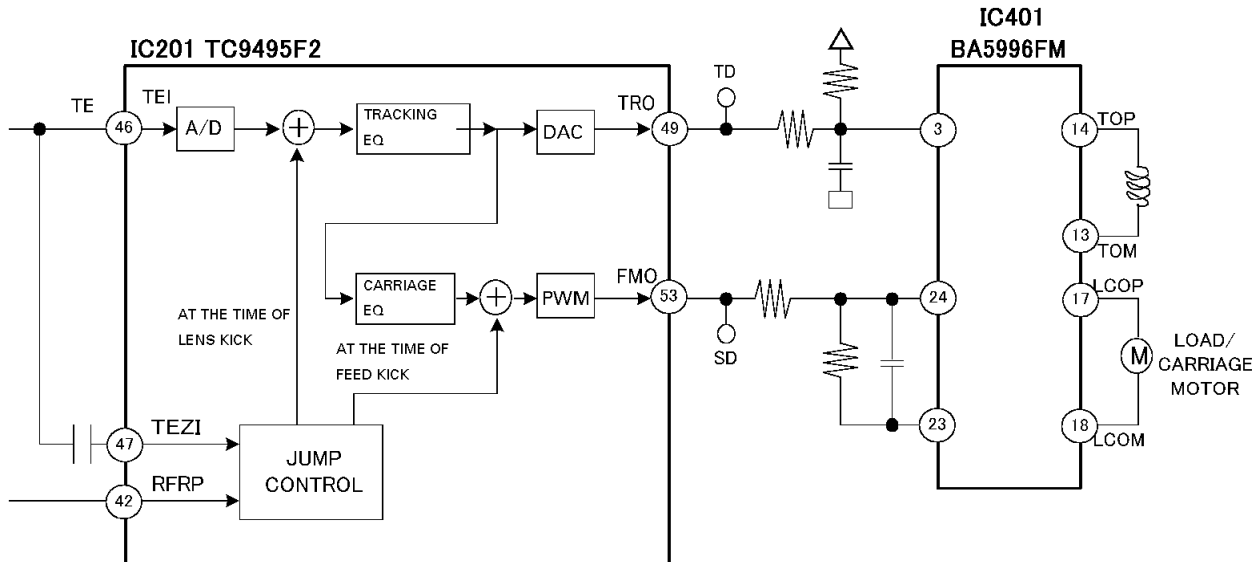 IC201 TC9495F2
IC401
BA5996FM
TE
TEI
46
A/D
+
TRACKING
EQ
DAC
TRO
49
TD
3
14
TOP
13
TOM
CARRIAGE
EQ
+
PWM
FMO
53
SD
24
23
17
LCOP
M
LOAD/
CARRIAGE
MOTOR
18
LCOM
AT THE TIME OF
LENS KICK
AT THE TIME OF
FEED KICK
47
TEZI
42
RFRP
JUMP
CONTROL